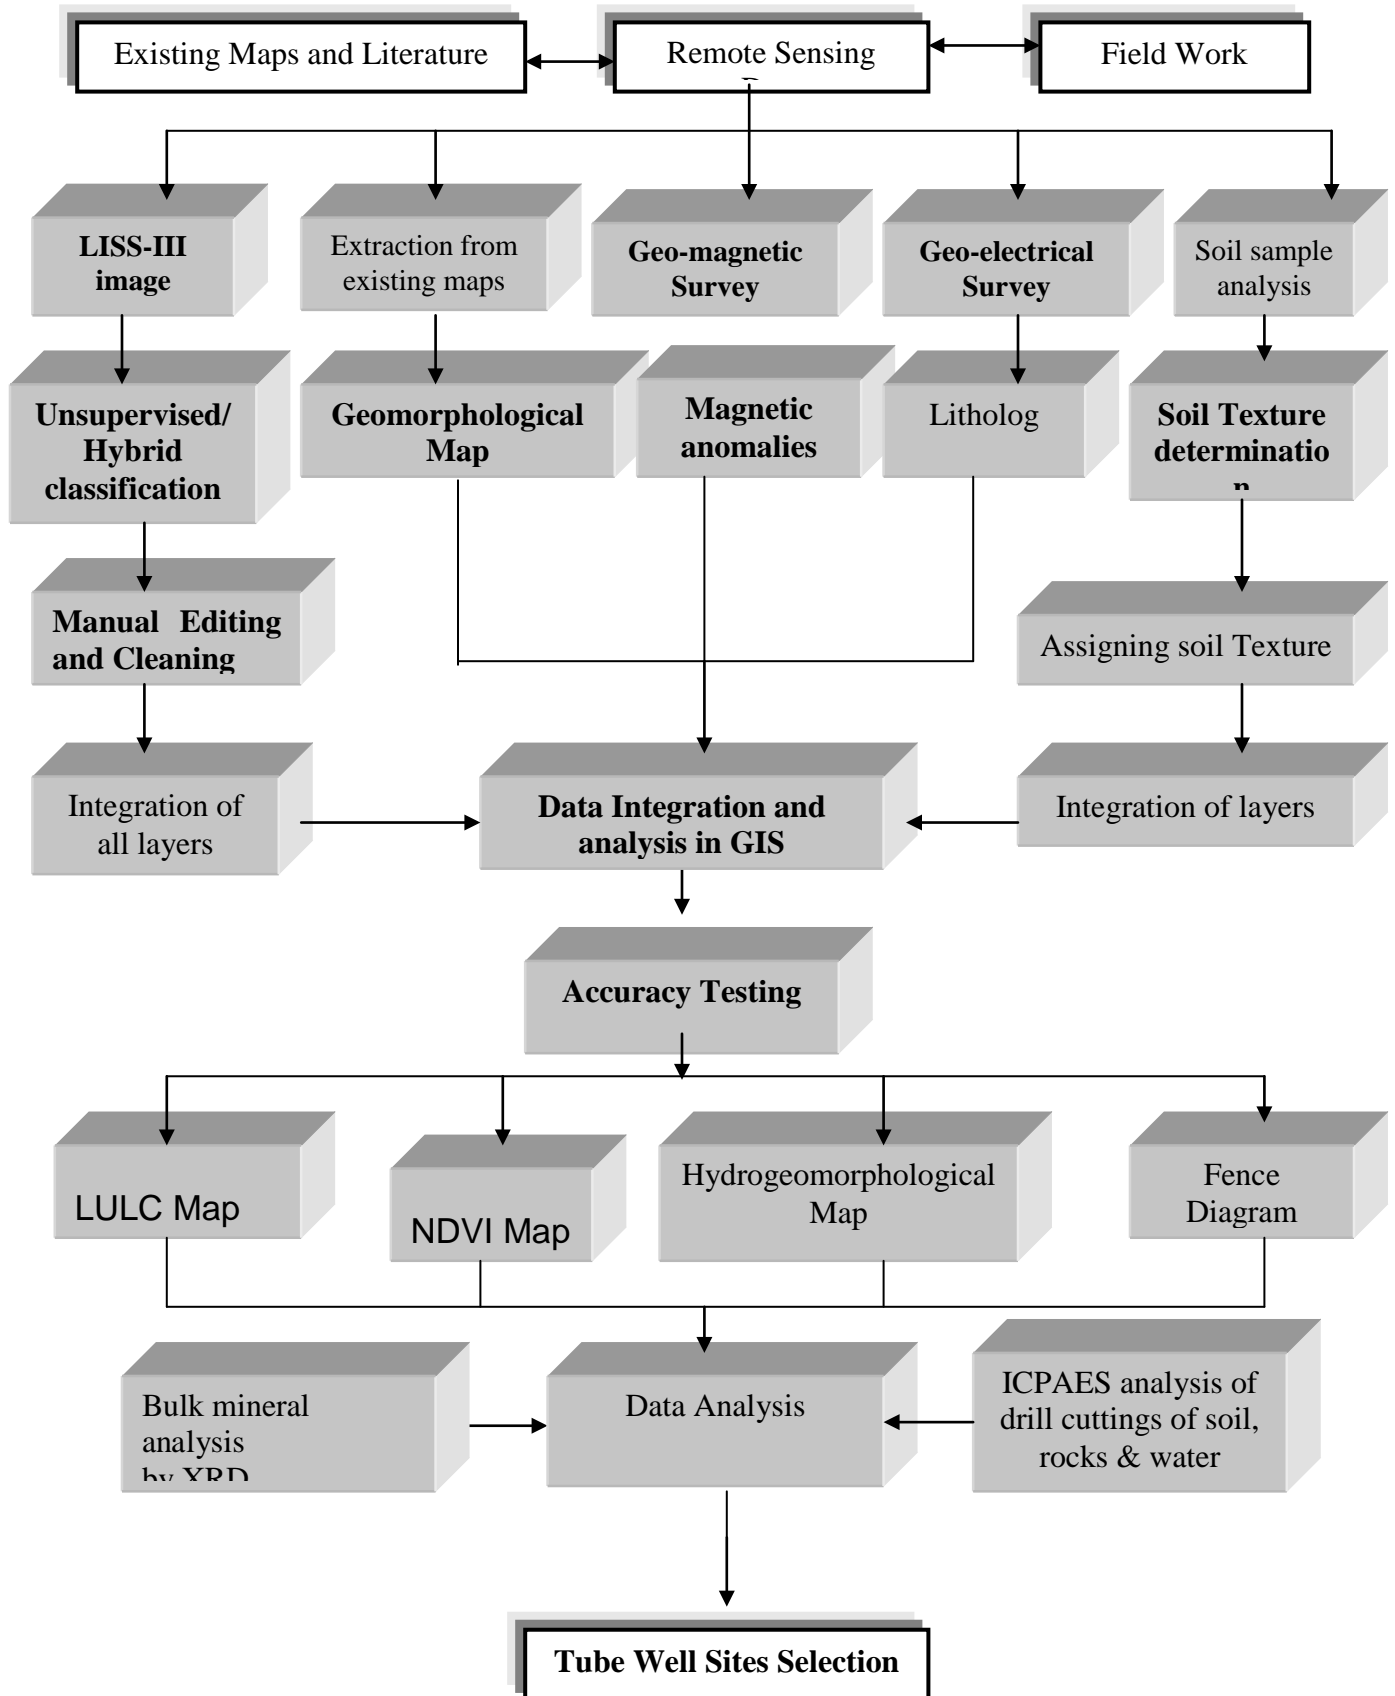 Existing Maps and Literature
Remote Sensing
Field Work
LISS-III
image
Extraction from
existing maps
Geo-magnetic
Survey
Geo-electrical
Survey
Soil sample
analysis
Unsupervised/
Hybrid
classification
Geomorphological
Map
Magnetic
anomalies
Litholog
Soil Texture
determinatio
n
Manual Editing
and Cleaning
Assigning soil Texture
Integration of
all layers
Data Integration and
analysis in GIS
Integration of layers
Accuracy Testing
LULC Map
NDVI Map
Hydrogeomorphological
Map
Fence
Diagram
Bulk mineral
analysis
by XRD
Data Analysis
ICPAES analysis of
drill cuttings of soil,
rocks & water
Tube Well Sites Selection